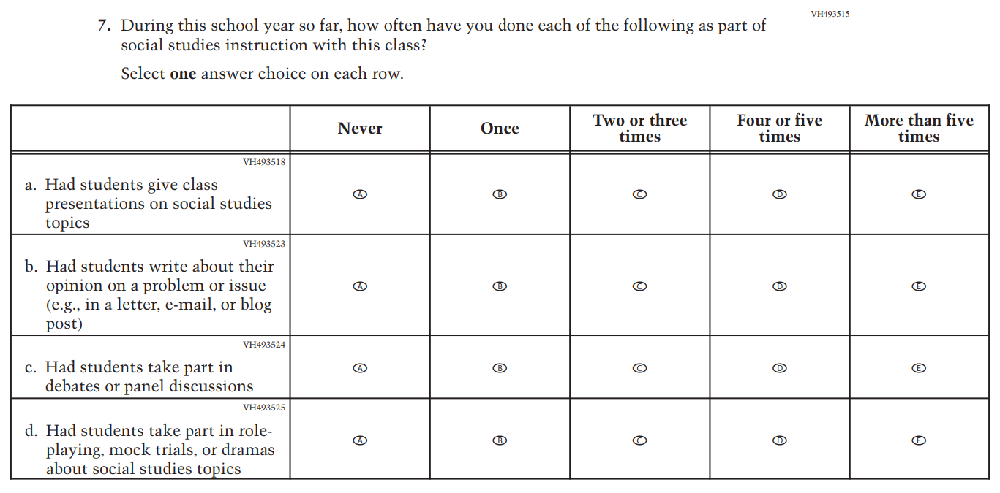 VH493515
7. During this school year so far, how often have you done each of the following as part of
social studies instruction with this class?
Select one answer choice on each row.
Never
Once
Two or three
times
Four or five
times
More than five
times
VH493518
a. Had students give class
presentations on social studies
topics
A B C D E
VH493523
b. Had students write about their
opinion on a problem or issue
(e.g., in a letter, e-mail, or blog
post)
A B C D E
VH493524
c. Had students take part in
debates or panel discussions
A B C D E
VH493525
d. Had students take part in role-
playing, mock trials, or dramas
about social studies topics
A B C D E